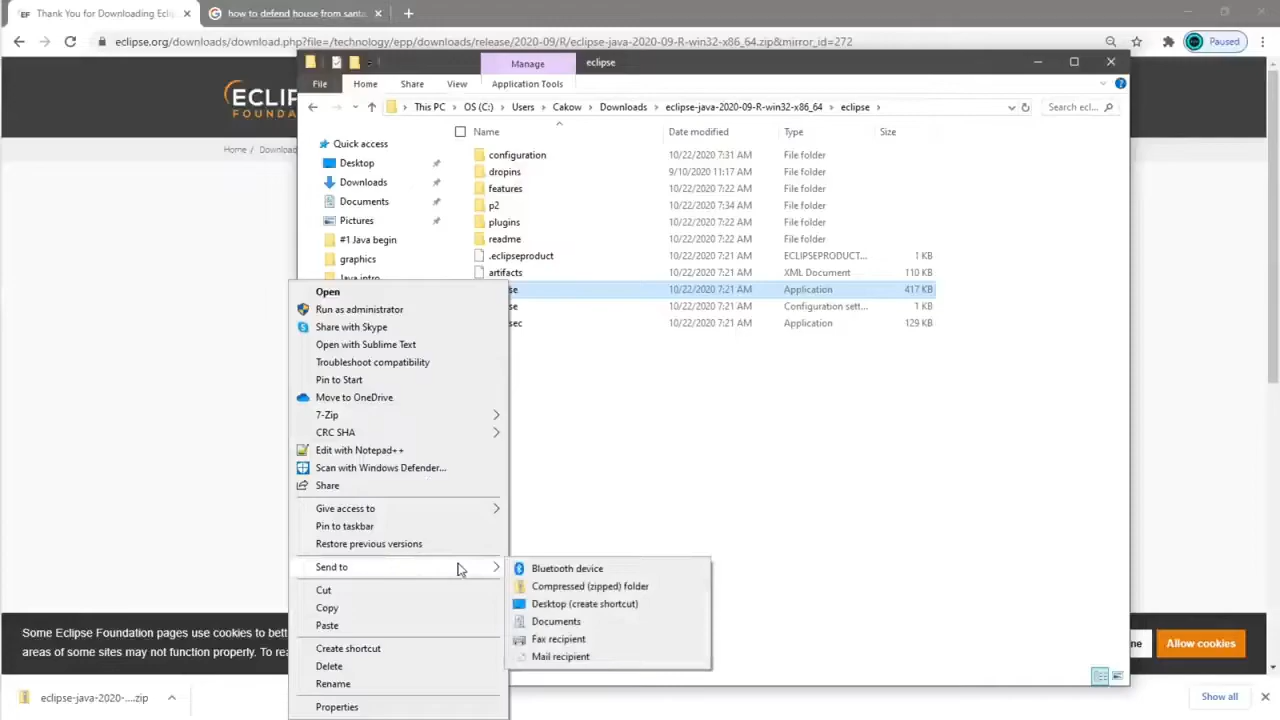 Thank You for Downloading Eclips
how to defend house from santa.
eclipse.org/downloads/download.php?file=/technology/epp/downloads/release/2020-09/R/eclipse-java-2020-09-R-win32-x86_64.zip&mirror_id=272
Paused
Manage
eclipse
File
Home
Share
View
Application Tools
This PC > OS (C:) > Users > Cakow > Downloads > eclipse-java-2020-09-R-win32-x86_64 > eclipse >
Search ecl...
ECLIP
FOUNDA
Home / Download
Name Date modified Type Size
Quick access
Desktop
Downloads
Documents
Pictures
#1 Java begin
graphics
Java intro
configuration 10/22/2020 7:31 AM File folder
dropins 9/10/2020 11:17 AM File folder
features 10/22/2020 7:22 AM File folder
p2 10/22/2020 7:34 AM File folder
plugins 10/22/2020 7:22 AM File folder
readme 10/22/2020 7:22 AM File folder
.eclipseproduct 10/22/2020 7:21 AM ECLIPSEPRODUCT... 1 KB
artifacts 10/22/2020 7:21 AM XML Document 110 KB
se 10/22/2020 7:21 AM Application 417 KB
se 10/22/2020 7:21 AM Configuration sett... 1 KB
sec 10/22/2020 7:21 AM Application 129 KB
Open
Run as administrator
Share with Skype
Open with Sublime Text
Troubleshoot compatibility
Pin to Start
Move to OneDrive
7-Zip
CRC SHA
Edit with Notepad++
Scan with Windows Defender...
Share
Give access to
Pin to taskbar
Restore previous versions
Send to
Cut
Copy
Paste
Create shortcut
Delete
Rename
Properties
Bluetooth device
Compressed (zipped) folder
Desktop (create shortcut)
Documents
Fax recipient
Mail recipient
Some Eclipse Foundation pages use cookies to bett
areas of some sites may not function properly. To rea
ne
Allow cookies
eclipse-java-2020-....zip
Show all